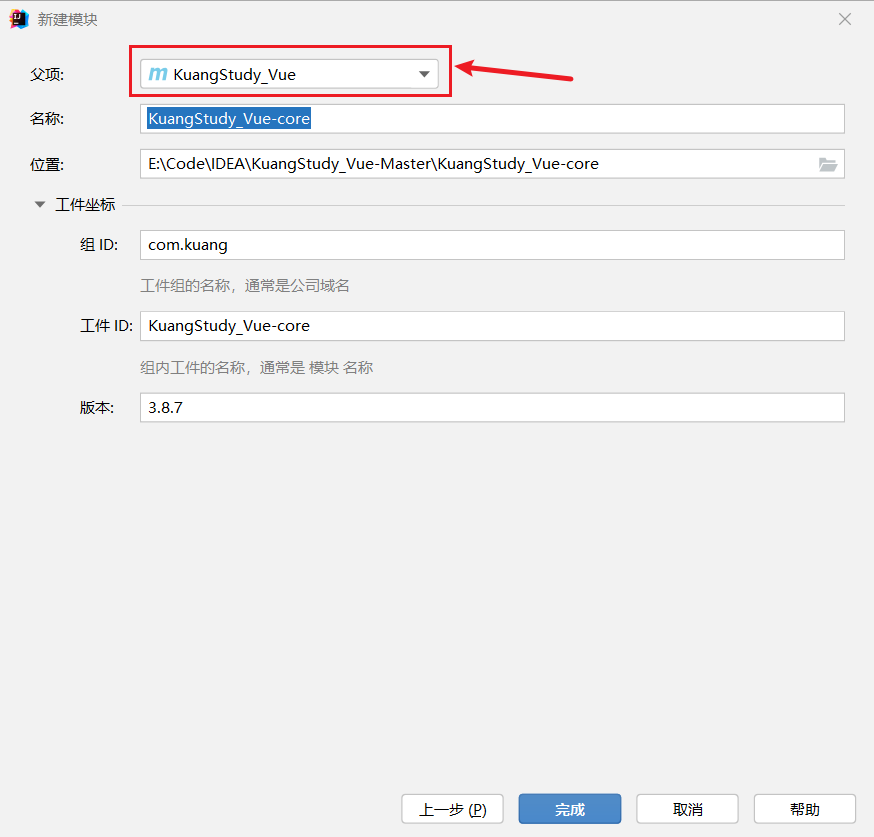 新建模块
父项: KuangStudy_Vue
名称: KuangStudy_Vue-core
位置: E:\Code\IDEA\KuangStudy_Vue-Master\KuangStudy_Vue-core
工件坐标
组 ID: com.kuang
工件组的名称，通常是公司域名
工件 ID: KuangStudy_Vue-core
组内工件的名称，通常是 模块 名称
版本: 3.8.7
上一步 (P) 完成 取消 帮助